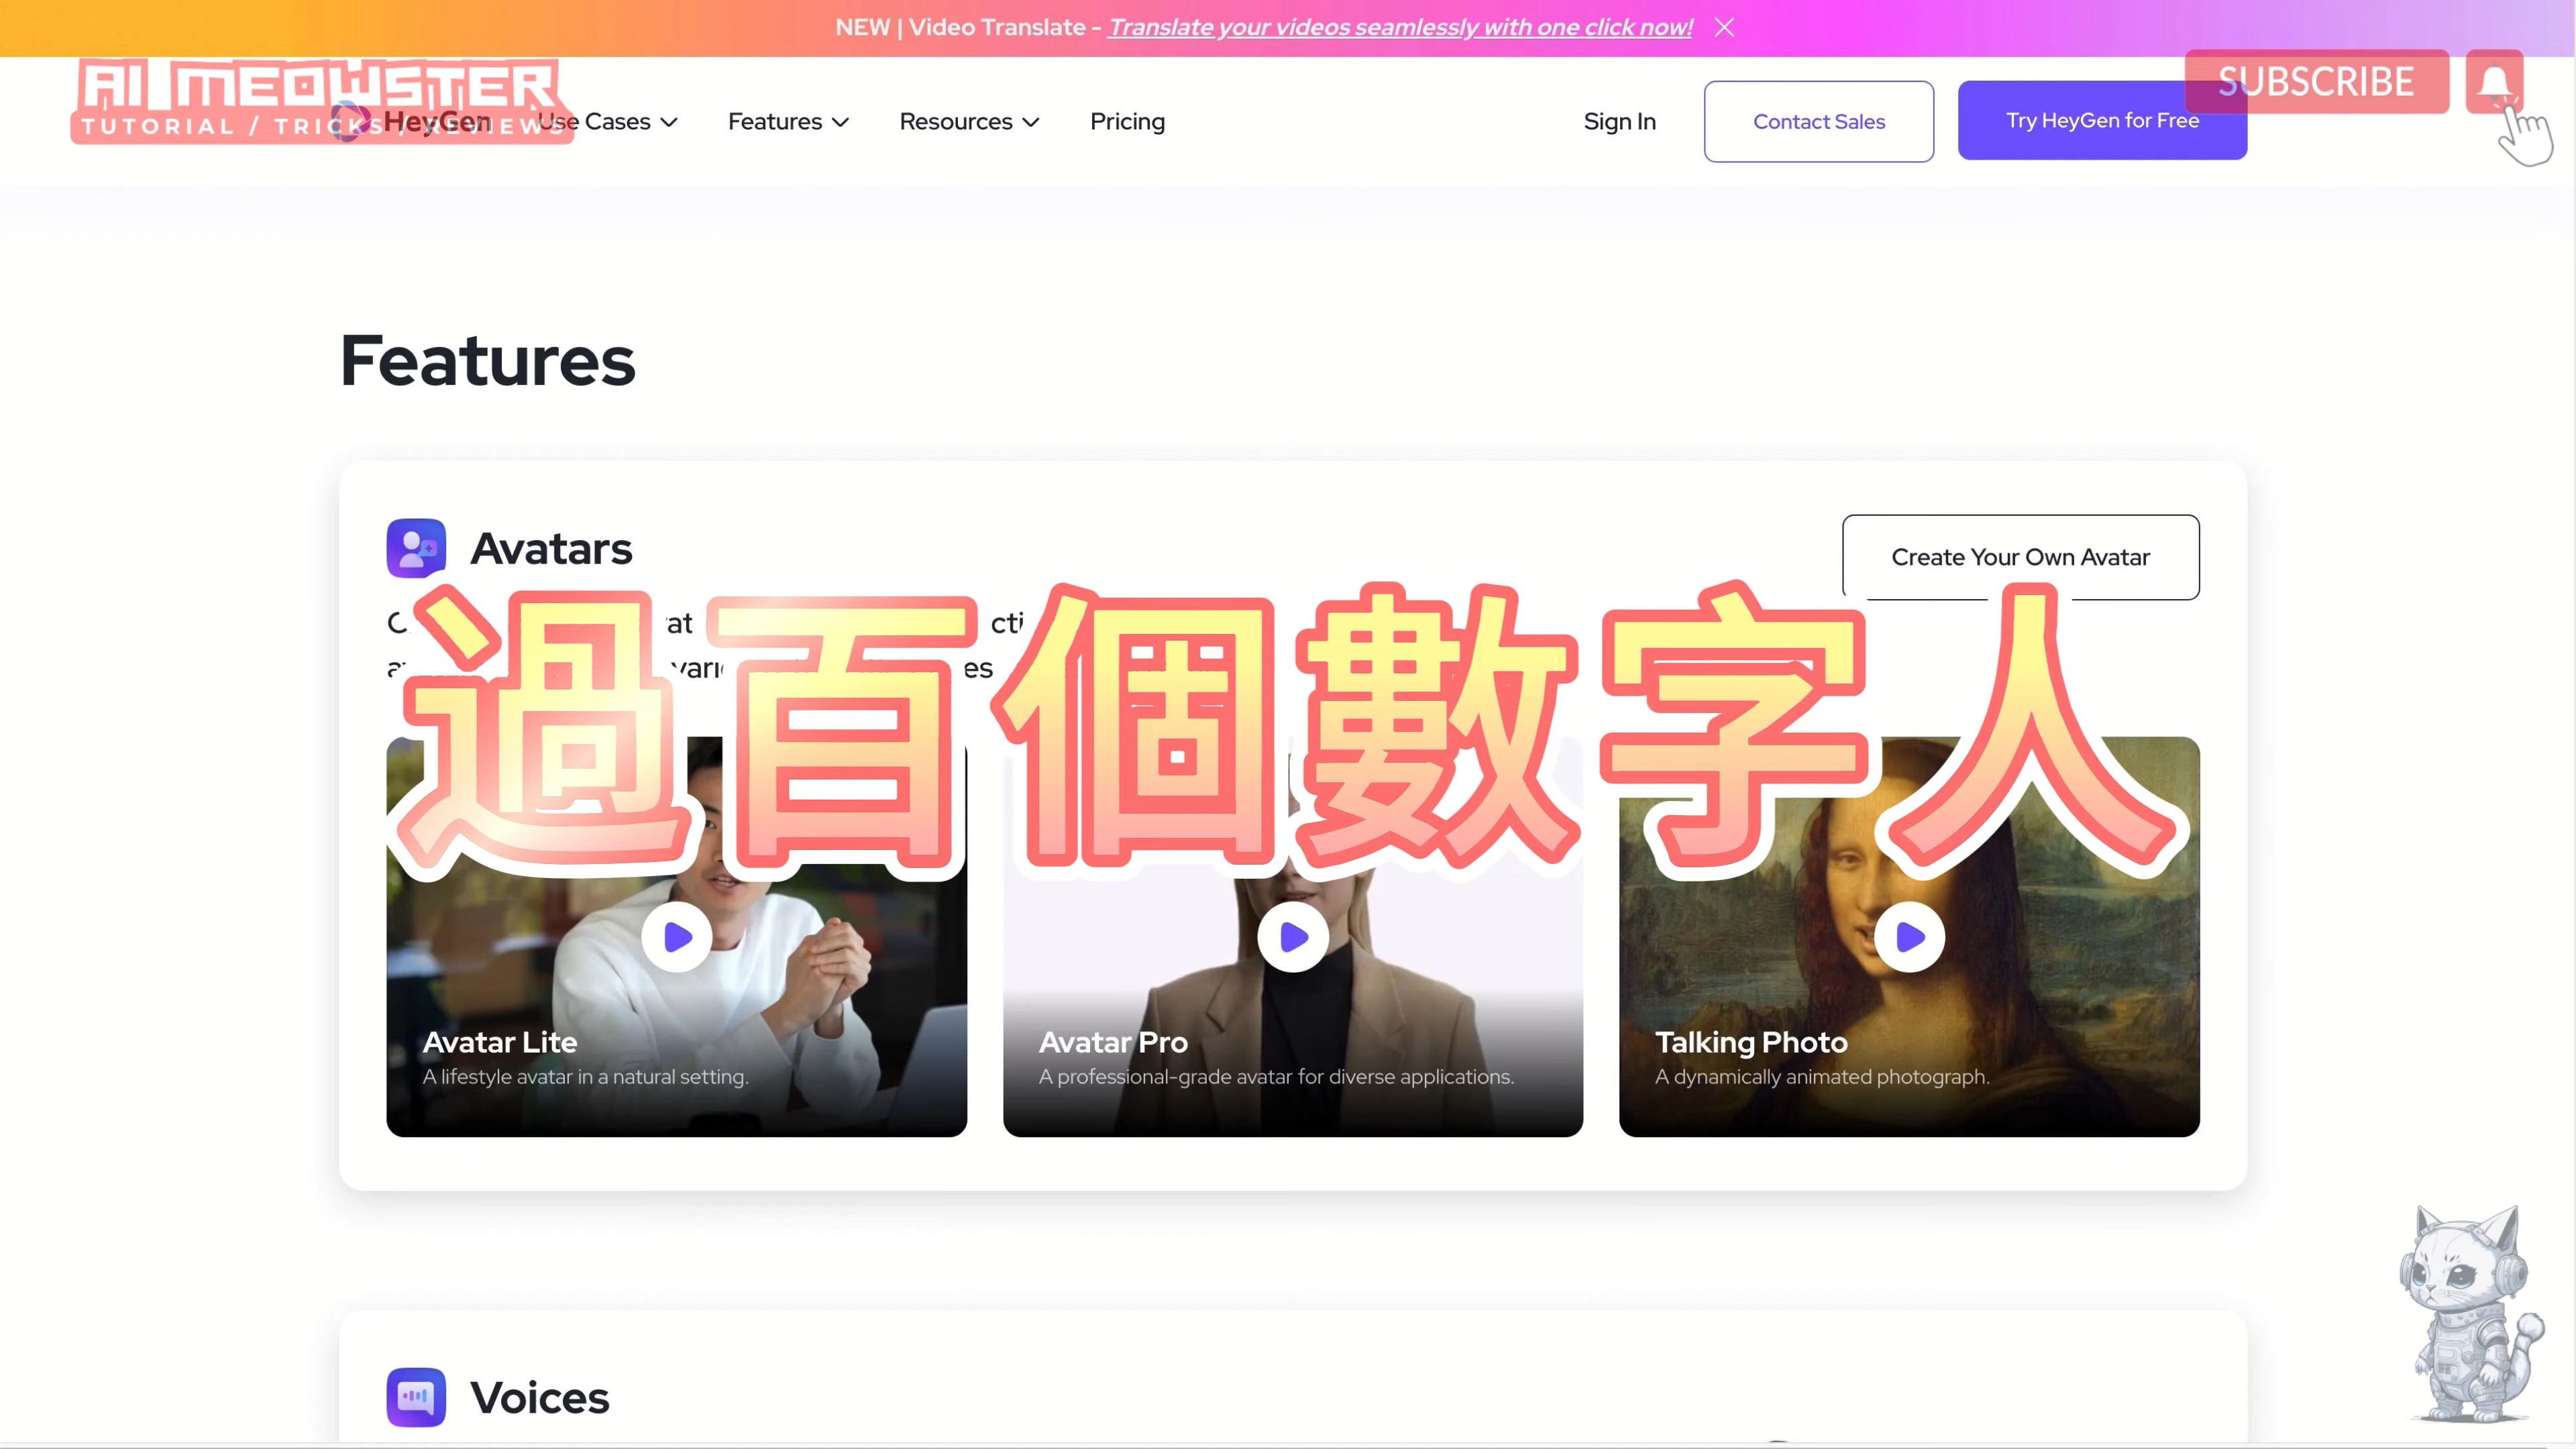 NEW | Video Translate - Translate your videos seamlessly with one click now!
AI MEOWSTER
TUTORIAL / TRICKS / REVIEWS
HeyGen
Use Cases
Features
Resources
Pricing
Sign In
Contact Sales
Try HeyGen for Free
SUBSCRIBE
Features
Avatars
Create Your Own Avatar
過百個數字人
Avatar Lite
A lifestyle avatar in a natural setting.
Avatar Pro
A professional-grade avatar for diverse applications.
Talking Photo
A dynamically animated photograph.
Voices